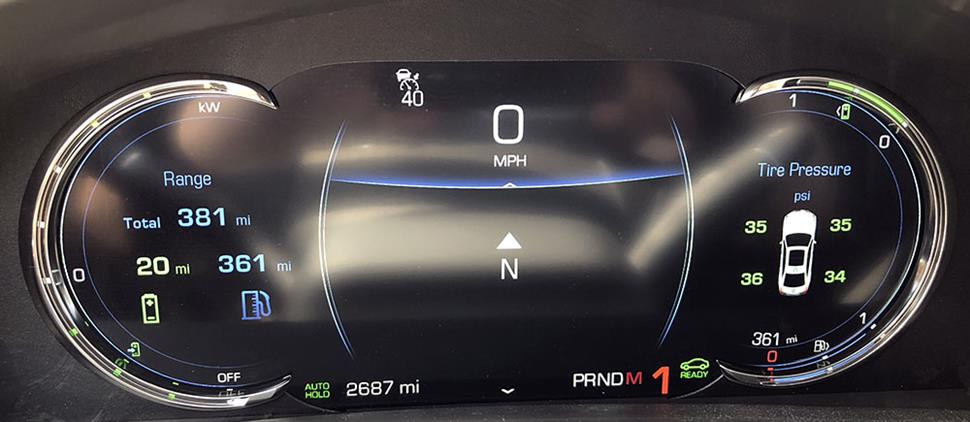 kW
Range
Total 381 mi
20 mi 361 mi
0
OFF
40
0
MPH
N
AUTO
HOLD
2687 mi
PRNDM 1
READY
1
0
Tire Pressure
psi
35 35
36 34
1
361 mi
0